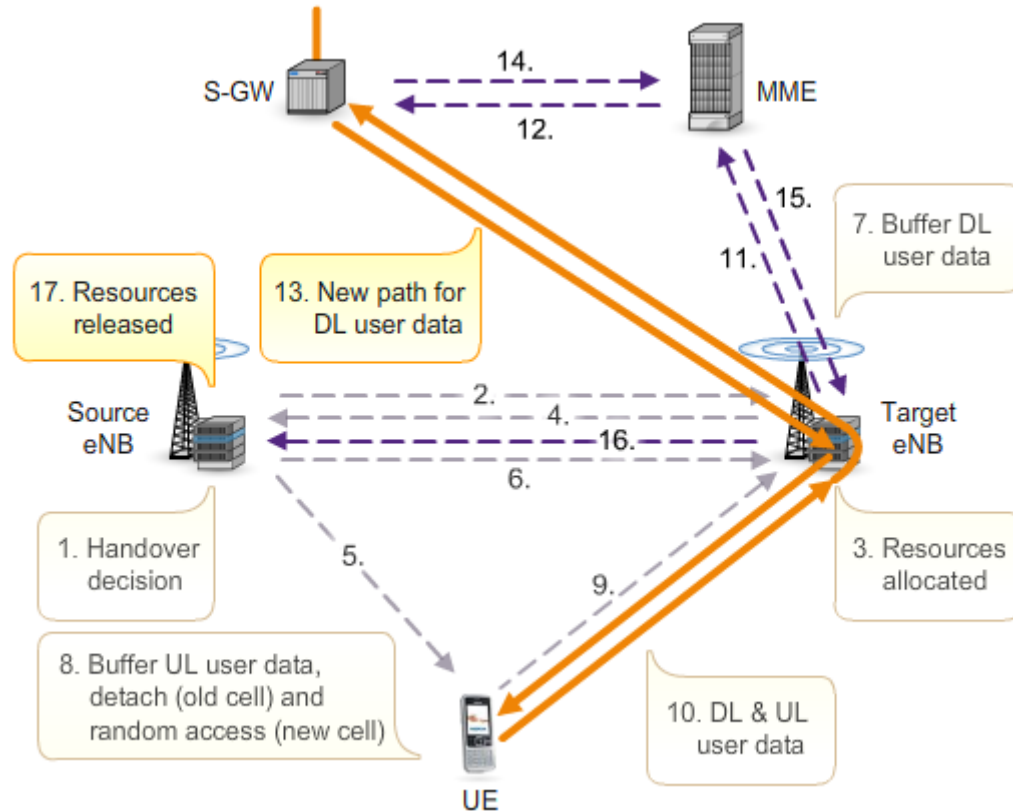 14.
S-GW
MME
12.
15.
7. Buffer DL
user data
11.
17. Resources
released
13. New path for
DL user data
2.
Source
eNB
4.
Target
eNB
16.
6.
1. Handover
decision
5.
9.
3. Resources
allocated
8. Buffer UL user data,
detach (old cell) and
random access (new cell)
10. DL & UL
user data
UE